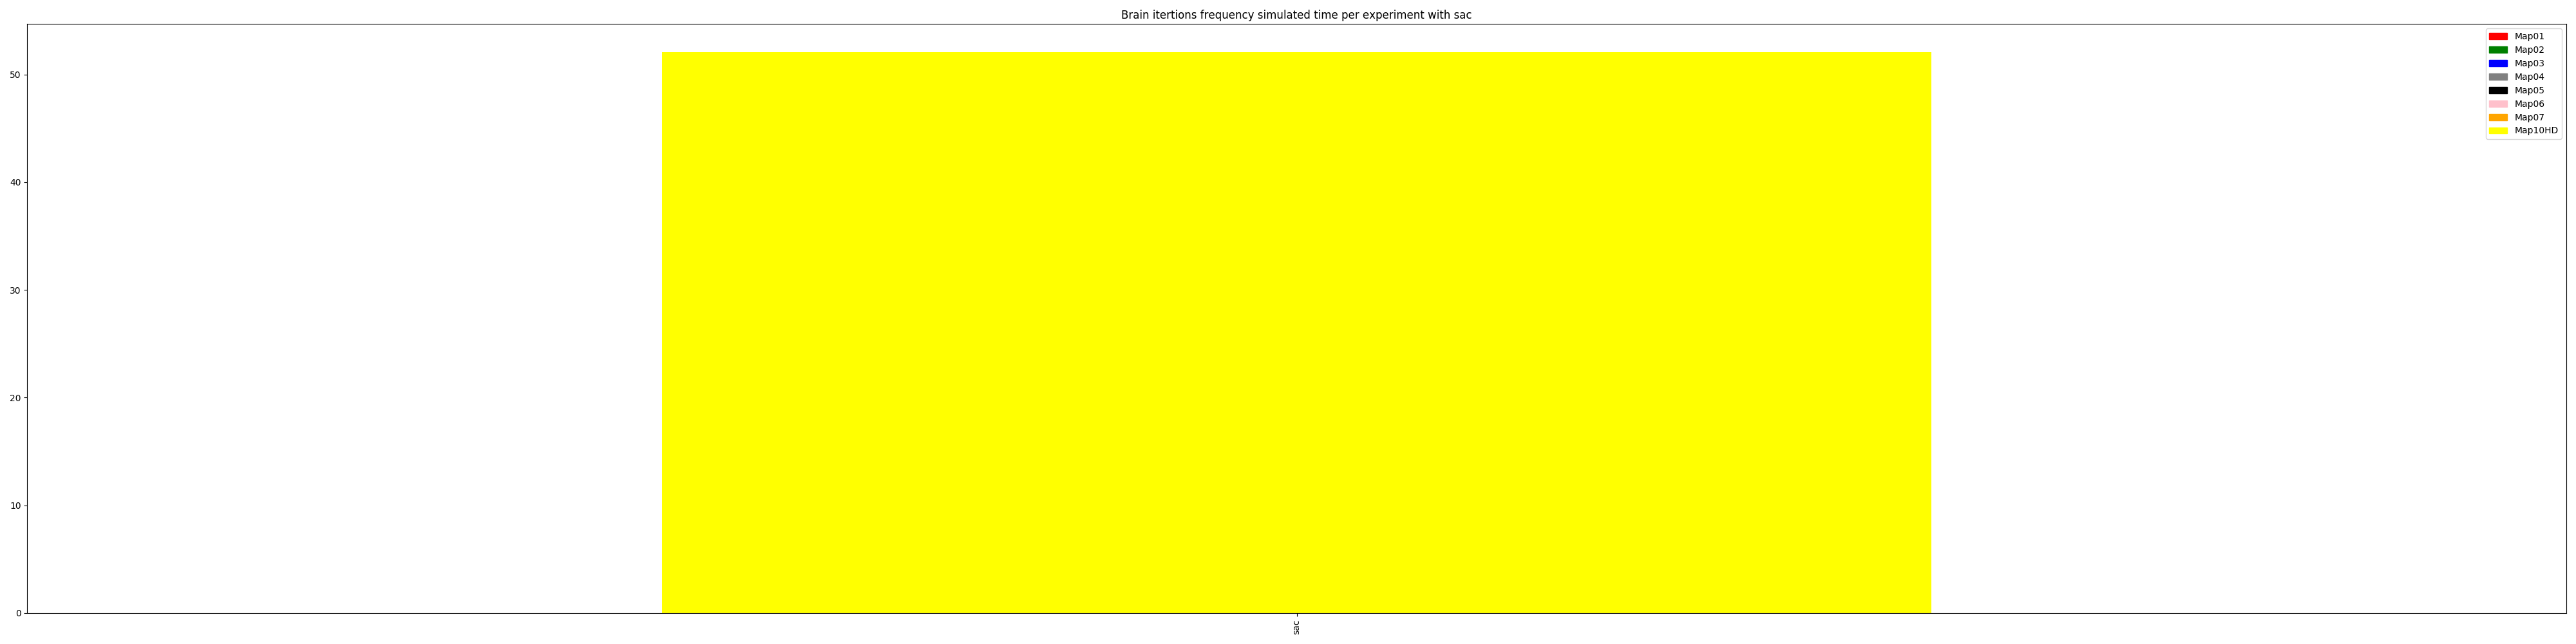 Brain itertions frequency simulated time per experiment with sac
Map01
Map02
Map03
Map04
Map05
Map06
Map07
Map10HD
50
40
30
20
10
0
sac